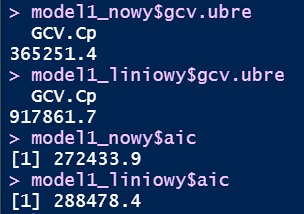 > model1_nowy$gcv.ubre
GCV.Cp
365251.4
> model1_liniowy$gcv.ubre
GCV.Cp
917861.7
> model1_nowy$aic
[1] 272433.9
> model1_liniowy$aic
[1] 288478.4